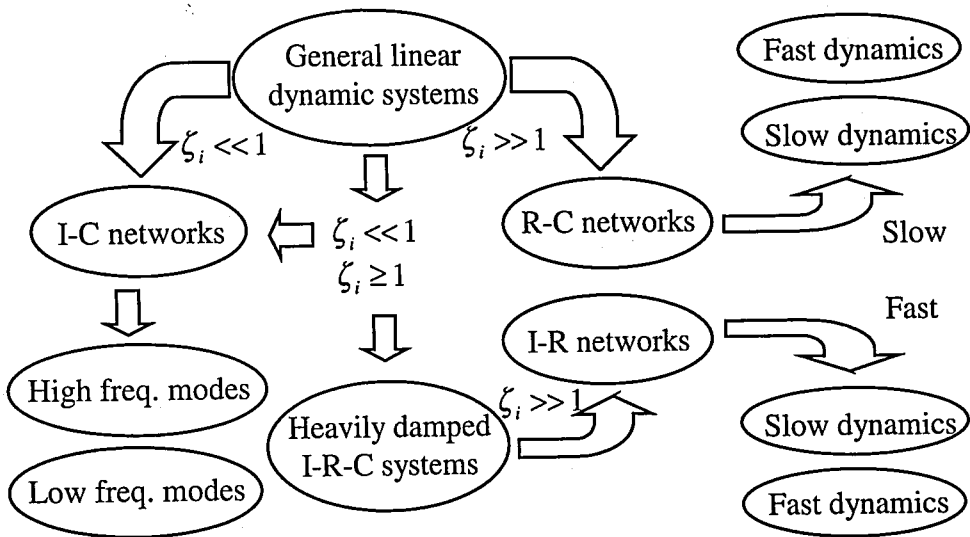 General linear
dynamic systems
Fast dynamics
Slow dynamics
ζi <<1
ζi >>1
I-C networks
ζi <<1
ζi ≥ 1
R-C networks
Slow
Fast
I-R networks
High freq. modes
Low freq. modes
Heavily damped
I-R-C systems
ζi >>1
Slow dynamics
Fast dynamics